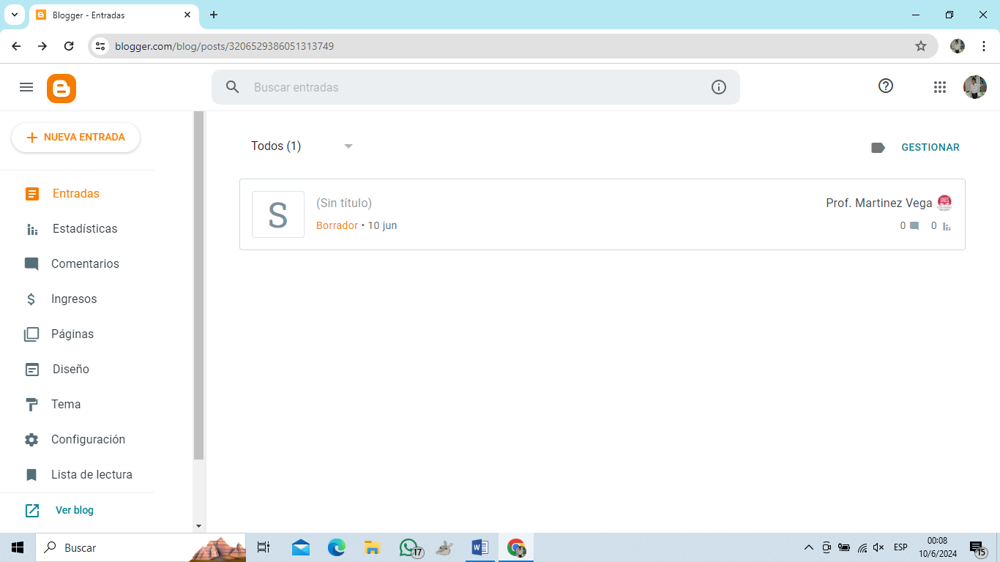 Blogger - Entradas
blogger.com/blog/posts/3206529386051313749
Buscar entradas
NUEVA ENTRADA
Todos (1)
GESTIONAR
Entradas
S
(Sin título)
Prof. Martinez Vega
IAES
Borrador • 10 jun
0 0
Estadísticas
Comentarios
Ingresos
Páginas
Diseño
Tema
Configuración
Lista de lectura
Ver blog
Buscar
17
ESP
00:08
10/6/2024
15